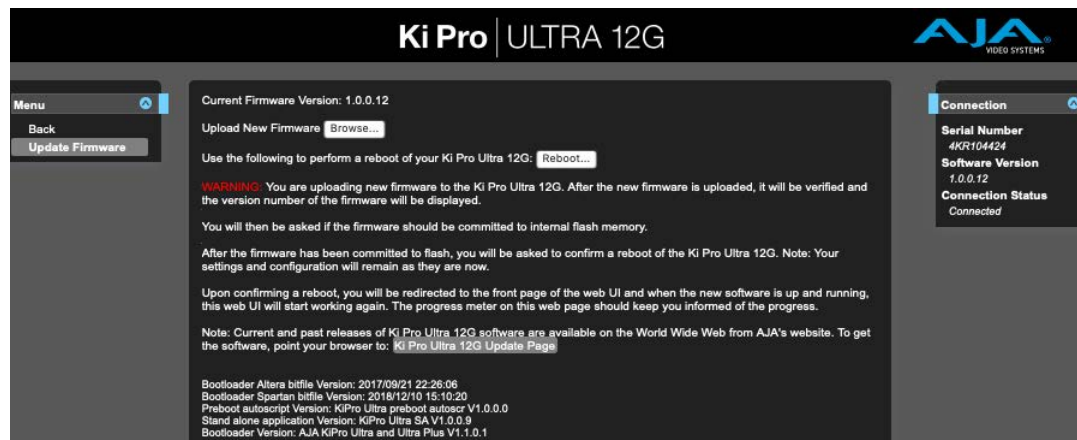 Ki Pro ULTRA 12G
AJA
VIDEO SYSTEMS
Menu
Back
Update Firmware
Current Firmware Version: 1.0.0.12
Upload New Firmware Browse...
Use the following to perform a reboot of your Ki Pro Ultra 12G: Reboot...
WARNING: You are uploading new firmware to the Ki Pro Ultra 12G. After the new firmware is uploaded, it will be verified and
the version number of the firmware will be displayed.
You will then be asked if the firmware should be committed to internal flash memory.
After the firmware has been committed to flash, you will be asked to confirm a reboot of the Ki Pro Ultra 12G. Note: Your
settings and configuration will remain as they are now.
Upon confirming a reboot, you will be redirected to the front page of the web UI and when the new software is up and running,
this web UI will start working again. The progress meter on this web page should keep you informed of the progress.
Note: Current and past releases of Ki Pro Ultra 12G software are available on the World Wide Web from AJA's website. To get
the software, point your browser to: Ki Pro Ultra 12G Update Page
Bootloader Altera bitfile Version: 2017/09/21 22:26:06
Bootloader Spartan bitfile Version: 2018/12/10 15:10:20
Preboot autoscript Version: KiPro Ultra preboot autoscr V1.0.0.0
Stand alone application Version: KiPro Ultra SA V1.0.0.9
Bootloader Version: AJA KiPro Ultra and Ultra Plus V1.1.0.1
Connection
Serial Number
4KR104424
Software Version
1.0.0.12
Connection Status
Connected